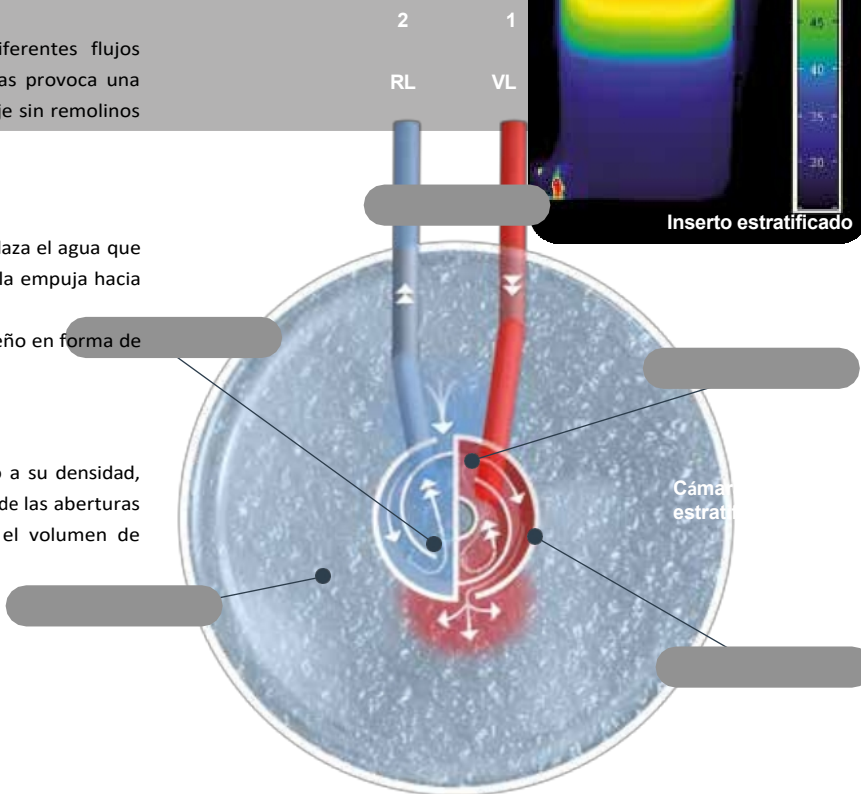 iferentes flujos
as provoca una
je sin remolinos
laza el agua que
la empuja hacia
eño en forma de
o a su densidad,
de las aberturas
el volumen de
2 1
RL VL
45
40
35
30
Inserto estratificado
Cámar
estrat